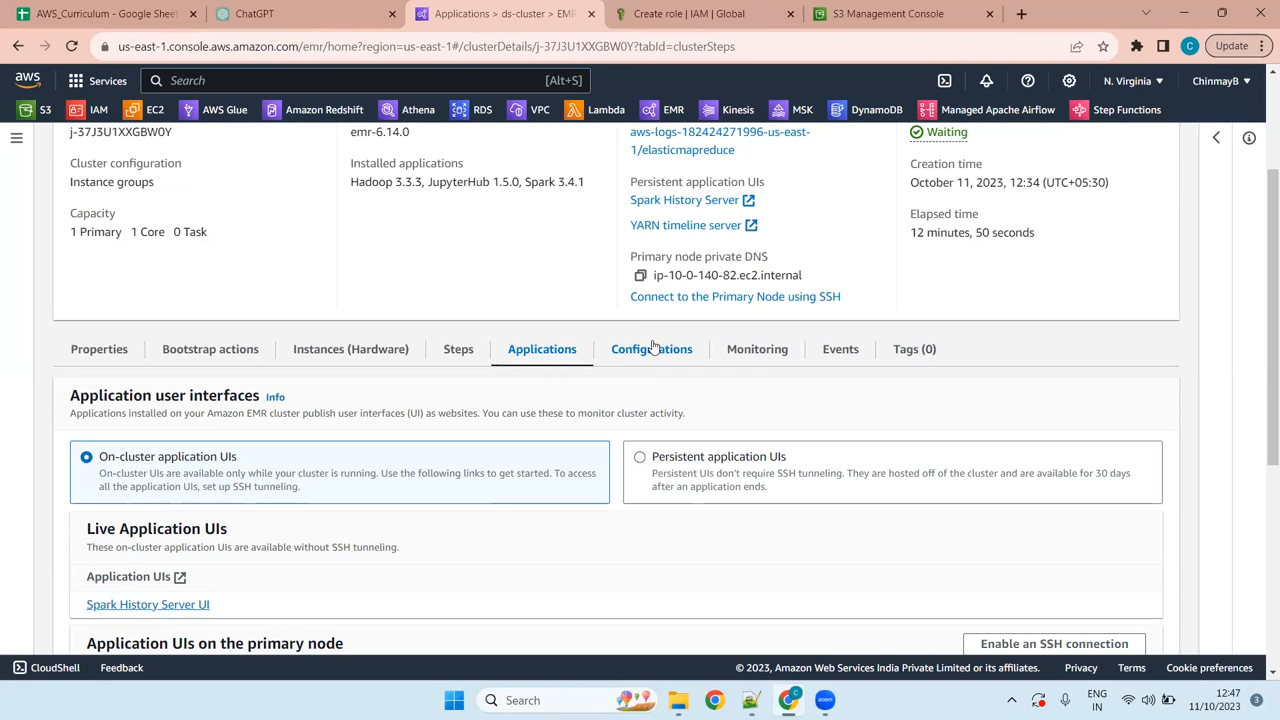 AWS_Curriculum - Google Sheet
ChatGPT
Applications > ds-cluster > EMR
Create role | IAM | Global
S3 Management Console
us-east-1.console.aws.amazon.com/emr/home?region=us-east-1#/clusterDetails/j-37J3U1XXGBW0Y?tabId=clusterSteps
C
Update
aws
Services
Search
[Alt+S]
N. Virginia
ChinmayB
S3
IAM
EC2
AWS Glue
Amazon Redshift
Athena
RDS
VPC
Lambda
EMR
Kinesis
MSK
DynamoDB
Managed Apache Airflow
Step Functions
j-37J3U1XXGBW0Y
Cluster configuration
Instance groups
Capacity
1 Primary 1 Core 0 Task
emr-6.14.0
Installed applications
Hadoop 3.3.3, JupyterHub 1.5.0, Spark 3.4.1
aws-logs-182424271996-us-east-
1/elasticmapreduce
Persistent application UIs
Spark History Server
YARN timeline server
Primary node private DNS
ip-10-0-140-82.ec2.internal
Connect to the Primary Node using SSH
Waiting
Creation time
October 11, 2023, 12:34 (UTC+05:30)
Elapsed time
12 minutes, 50 seconds
Properties
Bootstrap actions
Instances (Hardware)
Steps
Applications
Configurations
Monitoring
Events
Tags (0)
Application user interfaces Info
Applications installed on your Amazon EMR cluster publish user interfaces (UI) as websites. You can use these to monitor cluster activity.
On-cluster application UIs
On-cluster UIs are available only while your cluster is running. Use the following links to get started. To access
all the application UIs, set up SSH tunneling.
Persistent application UIs
Persistent UIs don't require SSH tunneling. They are hosted off of the cluster and are available for 30 days
after an application ends.
Live Application UIs
These on-cluster application UIs are available without SSH tunneling.
Application UIs
Spark History Server UI
Application UIs on the primary node
Enable an SSH connection
CloudShell
Feedback
© 2023, Amazon Web Services India Private Limited or its affiliates.
Privacy
Terms
Cookie preferences
Search
C
zoom
ENG
IN
12:47
11/10/2023
3